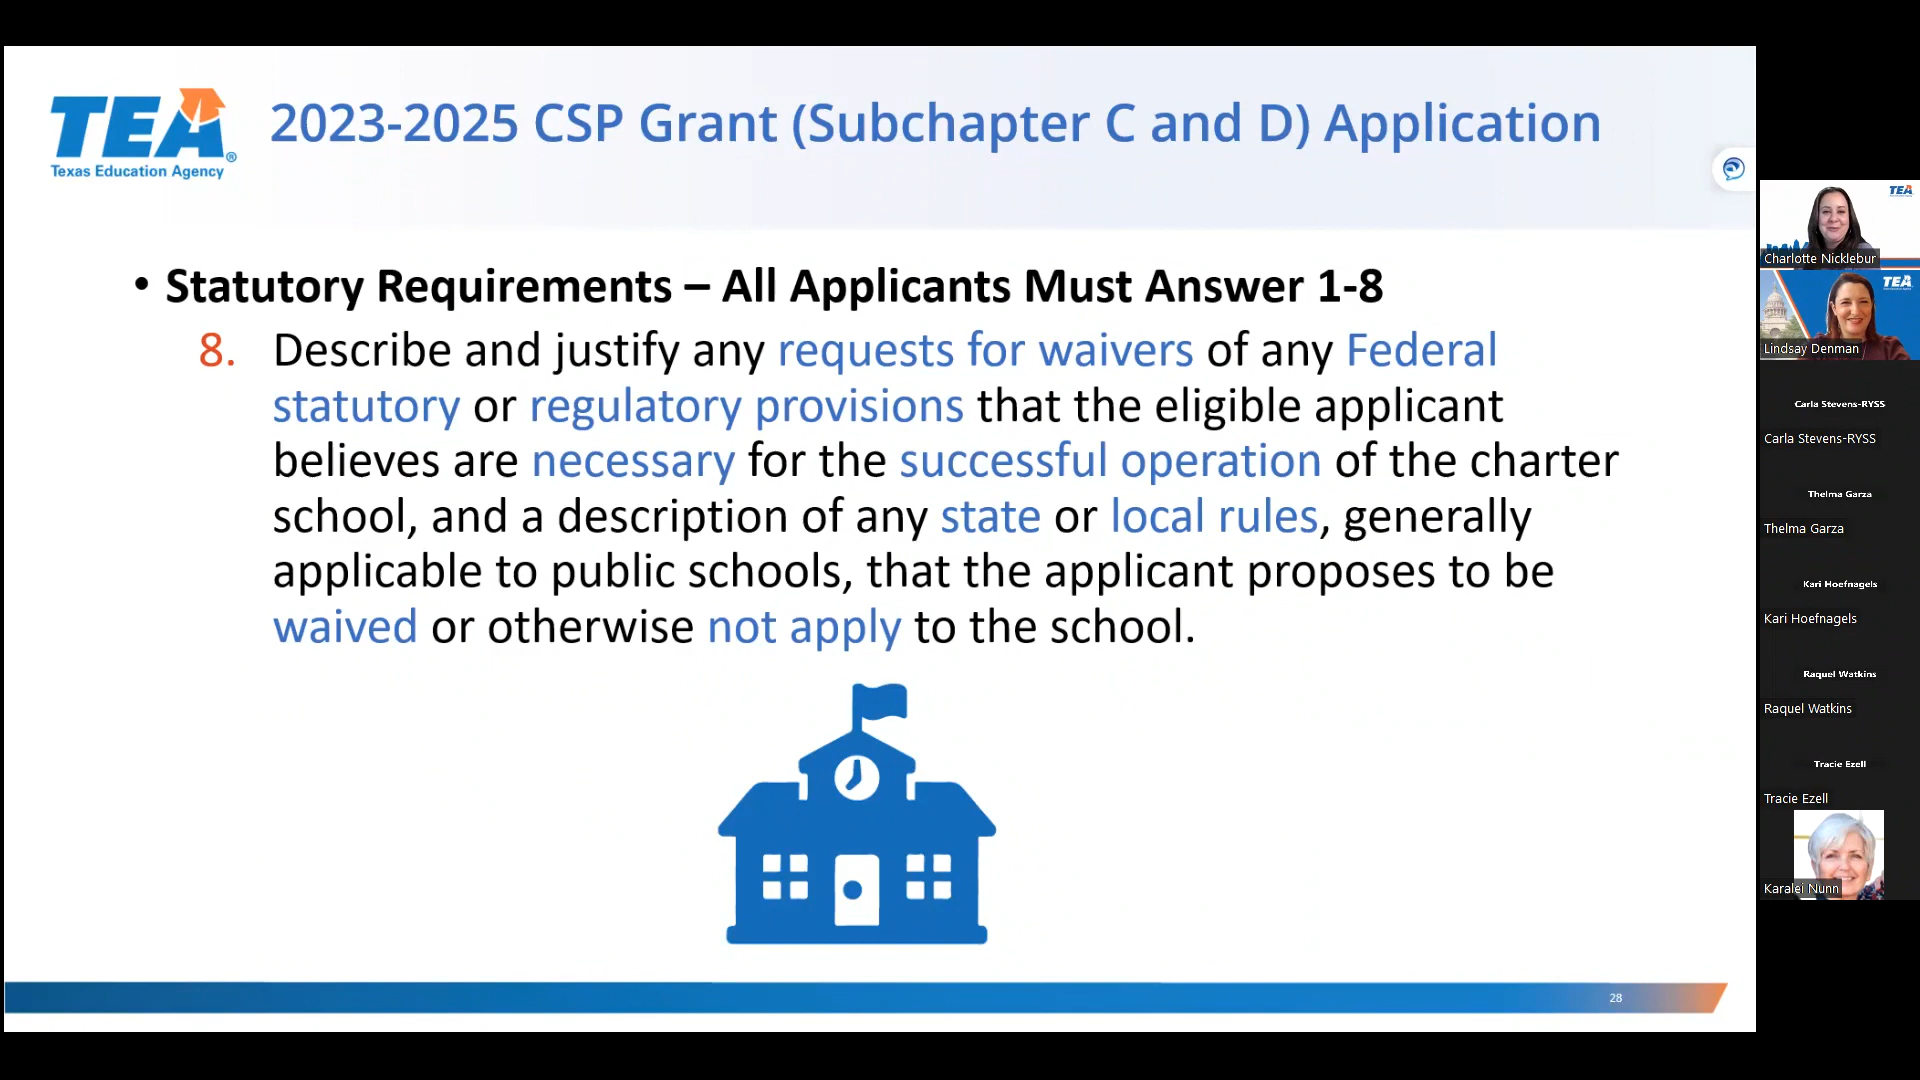 TEA®
Texas Education Agency
2023-2025 CSP Grant (Subchapter C and D) Application
• Statutory Requirements – All Applicants Must Answer 1-8
8. Describe and justify any requests for waivers of any Federal
statutory or regulatory provisions that the eligible applicant
believes are necessary for the successful operation of the charter
school, and a description of any state or local rules, generally
applicable to public schools, that the applicant proposes to be
waived or otherwise not apply to the school.
28
TEA
Charlotte Nicklebur
TEA
Lindsay Denman
Carla Stevens-RYSS
Carla Stevens-RYSS
Thelma Garza
Thelma Garza
Kari Hoefnagels
Kari Hoefnagels
Raquel Watkins
Raquel Watkins
Tracie Ezell
Tracie Ezell
Karalei Nunn